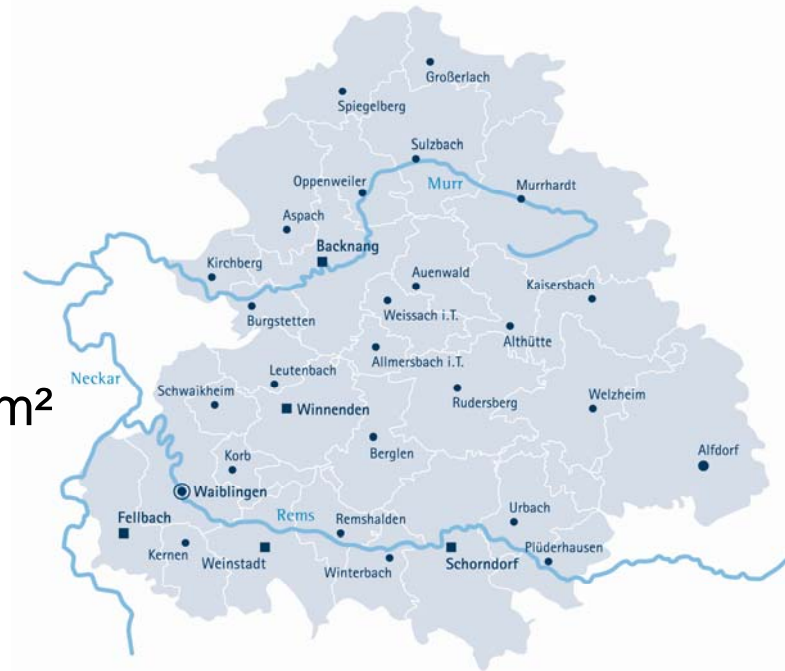 Großerlach
Spiegelberg
Sulzbach
Oppenweiler
Murr
Murrhardt
Aspach
Backnang
Kirchberg
Auenwald
Kaisersbach
Burgstetten
Weissach i.T.
Althütte
Allmersbach i.T.
Neckar
Leutenbach
Schwaikheim
Winnenden
Rudersberg
Welzheim
m²
Korb
Berglen
Alfdorf
Waiblingen
Rems
Remshalden
Urbach
Fellbach
Kernen
Weinstadt
Winterbach
Schorndorf
Plüderhausen